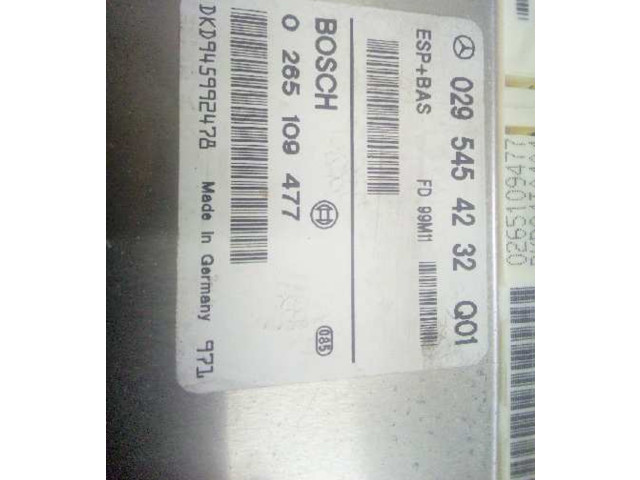 029 545 42 32 Q01
ESP+BAS FD 99M11
BOSCH
0 265 109 477
085
DKD945992478 Made In Germany 971